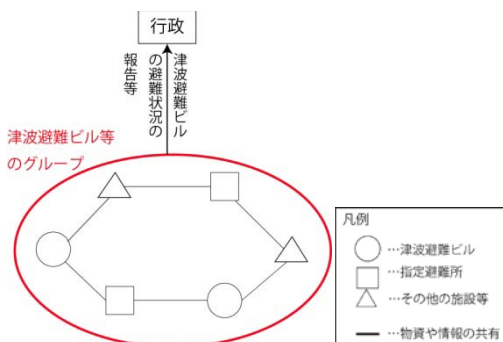 行政
津波避難ビル
の避難状況の
報告等
津波避難ビル等
のグループ
凡例
…津波避難ビル
…指定避難所
…その他の施設等
…物資や情報の共有